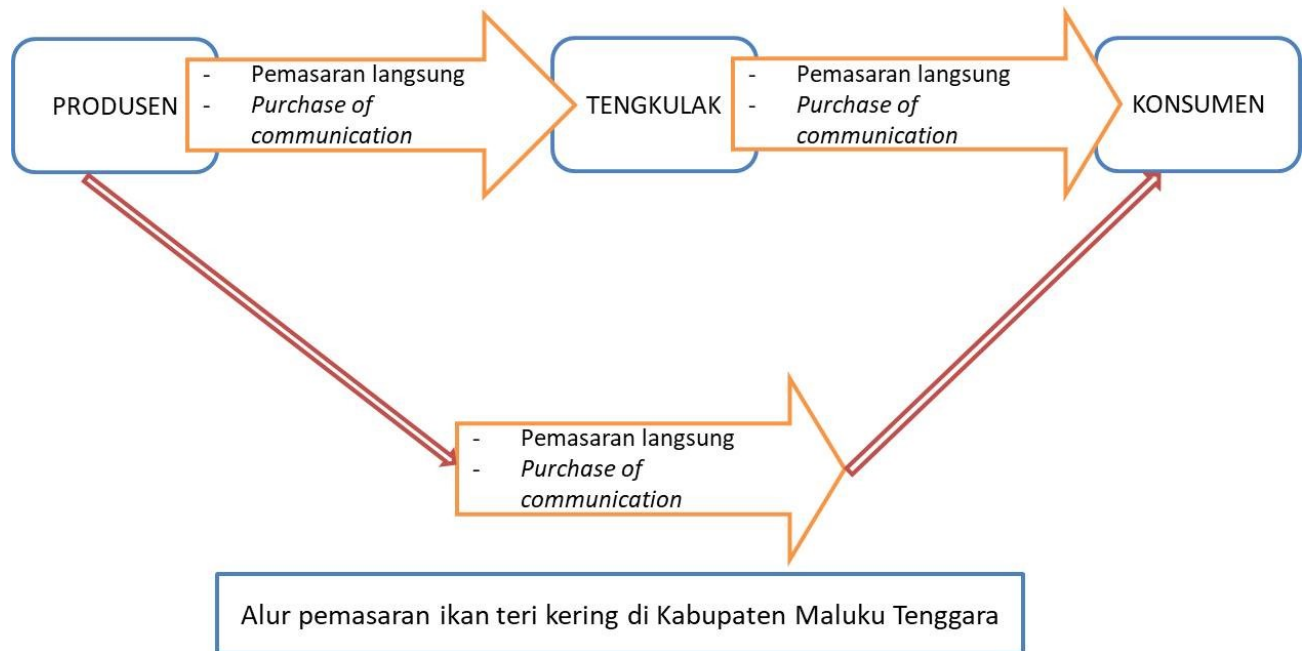 PRODUSEN
- Pemasaran langsung
- Purchase of
communication
TENGKULAK
- Pemasaran langsung
- Purchase of
communication
KONSUMEN
- Pemasaran langsung
- Purchase of
communication
Alur pemasaran ikan teri kering di Kabupaten Maluku Tenggara